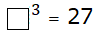 □³ = 27